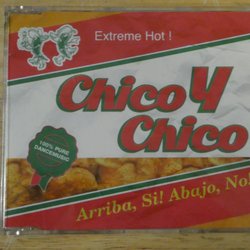 Extreme Hot !
Chico Y
Chico
100% PURE
DANCEMUSIC
Arriba, Si! Abajo, No!